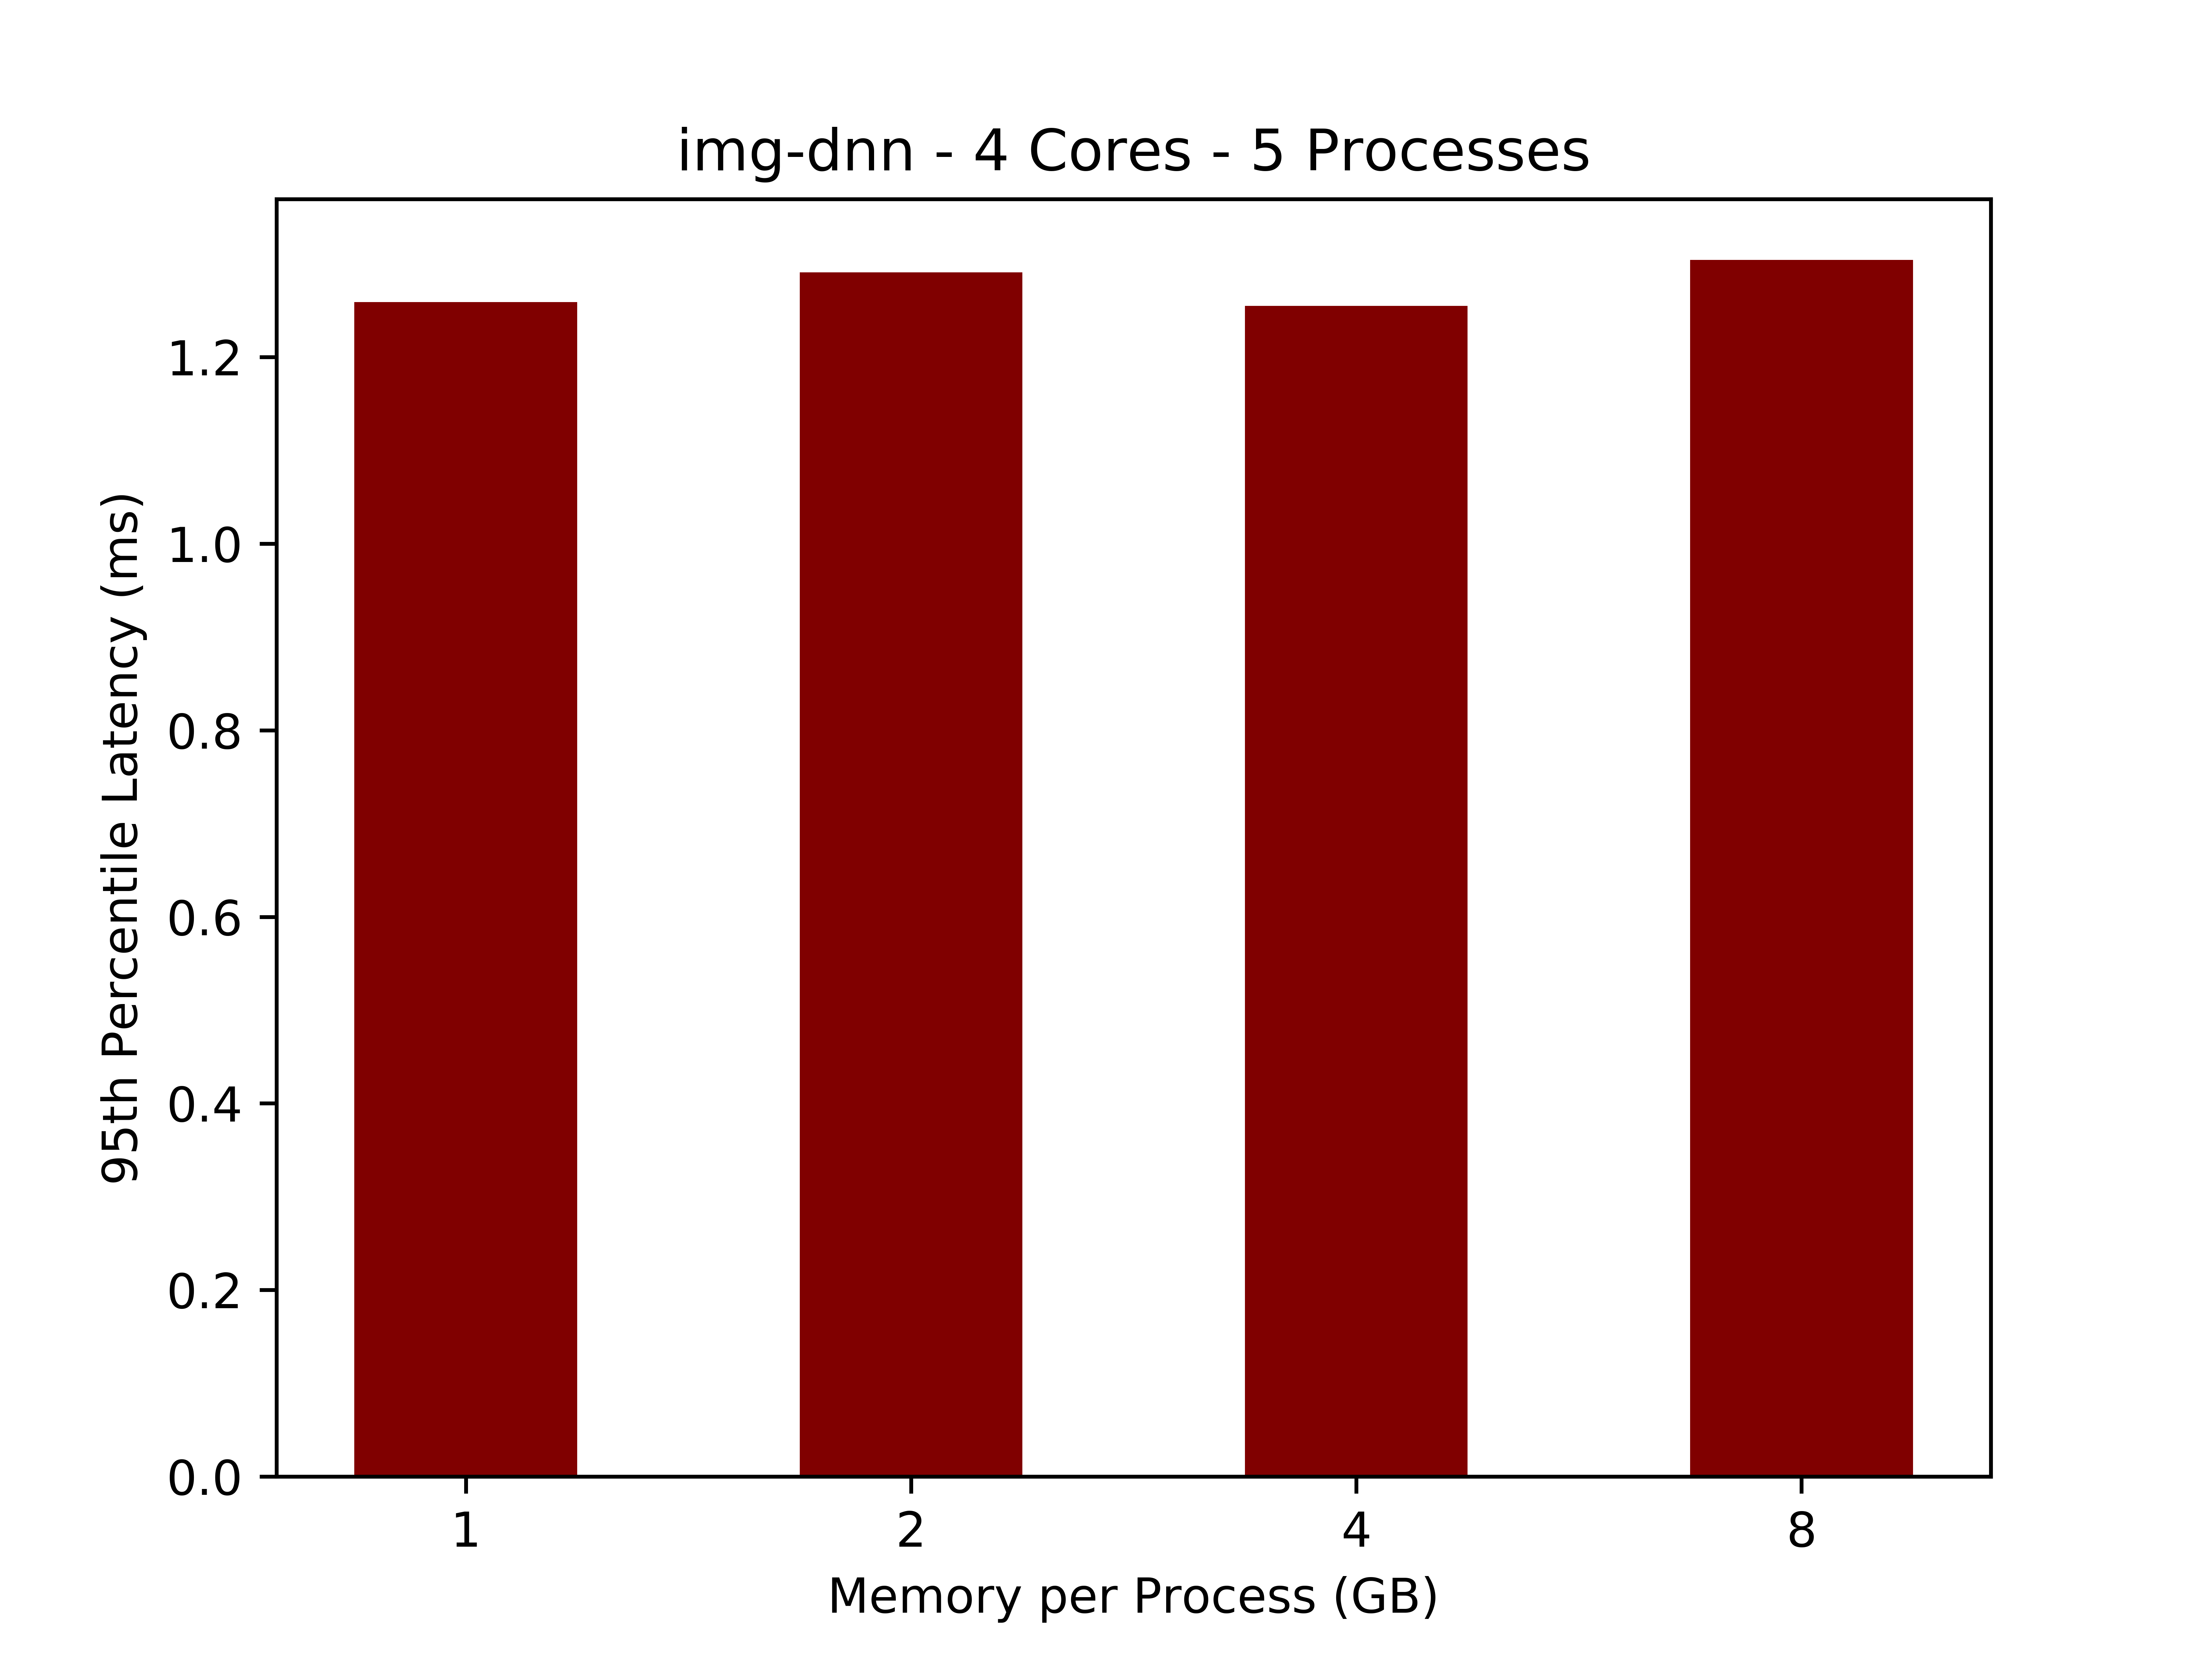 img-dnn - 4 Cores - 5 Processes
95th Percentile Latency (ms)
1.2
1.0
0.8
0.6
0.4
0.2
0.0
1 2 4 8
Memory per Process (GB)